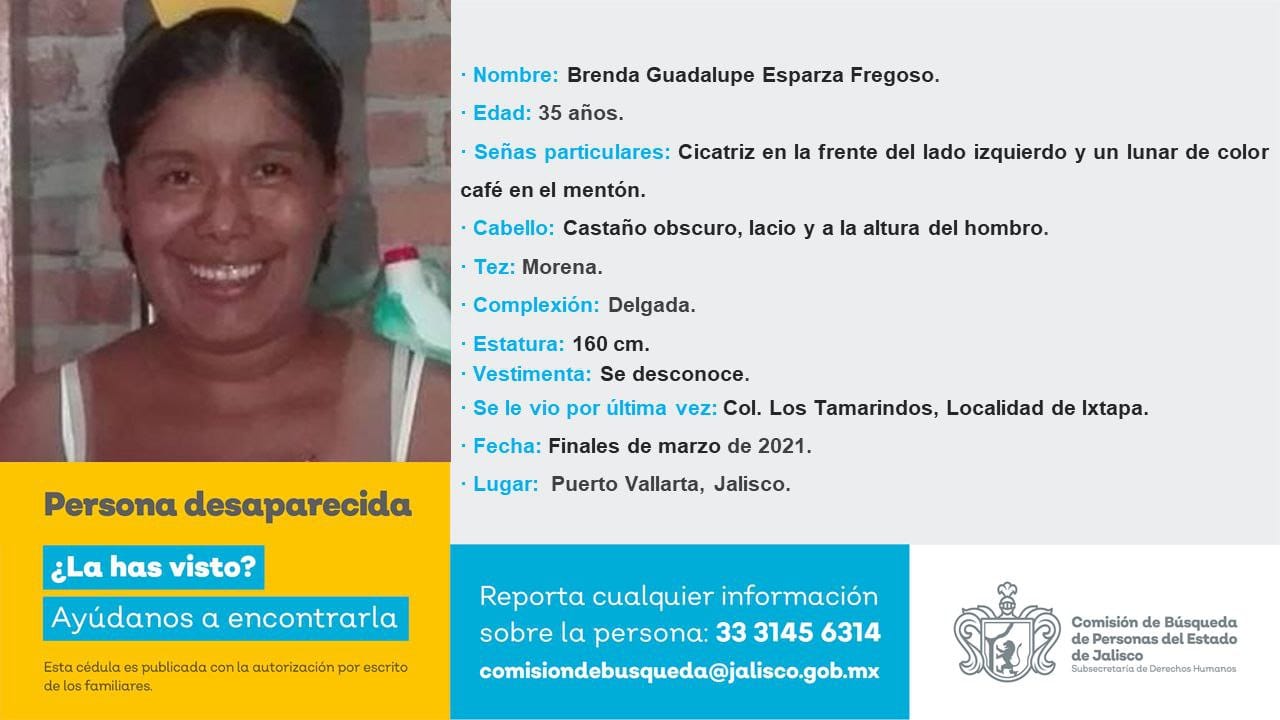 · Nombre: Brenda Guadalupe Esparza Fregoso.
· Edad: 35 años.
· Señas particulares: Cicatriz en la frente del lado izquierdo y un lunar de color
café en el mentón.
· Cabello: Castaño obscuro, lacio y a la altura del hombro.
· Tez: Morena.
· Complexión: Delgada.
· Estatura: 160 cm.
· Vestimenta: Se desconoce.
· Se le vio por última vez: Col. Los Tamarindos, Localidad de Ixtapa.
· Fecha: Finales de marzo de 2021.
· Lugar: Puerto Vallarta, Jalisco.
Persona desaparecida
¿La has visto?
Ayúdanos a encontrarla
Esta cédula es publicada con la autorización por escrito
de los familiares.
Reporta cualquier información
sobre la persona: 33 3145 6314
comisiondebusqueda@jalisco.gob.mx
Comisión de Búsqueda
de Personas del Estado
de Jalisco
Subsecretaría de Derechos Humanos